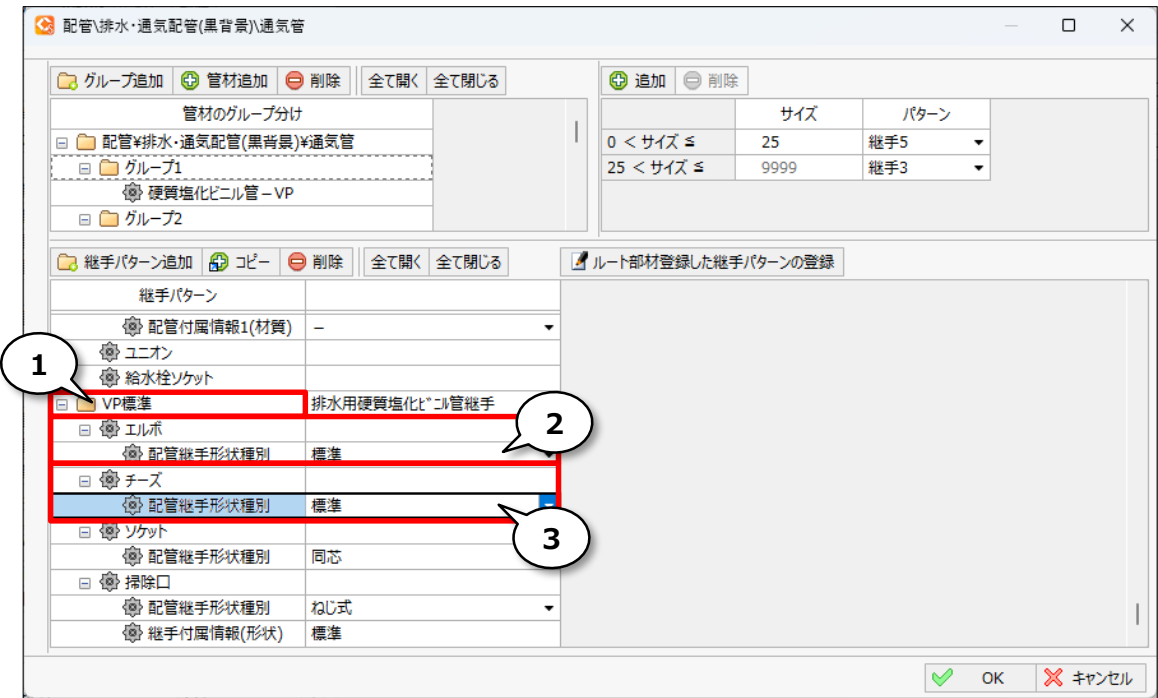 配管\排水・通気配管(黒背景)\通気管
グループ追加 管材追加 削除 全て開く 全て閉じる
追加 削除
管材のグループ分け
サイズ パターン
配管¥排水・通気配管(黒背景)¥通気管
0 < サイズ ≦ 25 継手5
グループ1
25 < サイズ ≦ 9999 継手3
硬質塩化ビニル管-VP
グループ2
継手パターン追加 コピー 削除 全て開く 全て閉じる
ルート部材登録した継手パターンの登録
継手パターン
配管付属情報1(材質) -
1
ユニオン
給水栓ソケット
VP標準 排水用硬質塩化ビニル管継手
エルボ
2
配管継手形状種別 標準
チーズ
配管継手形状種別 標準
3
ソケット
配管継手形状種別 同芯
掃除口
配管継手形状種別 ねじ式
継手付属情報(形状) 標準
OK キャンセル